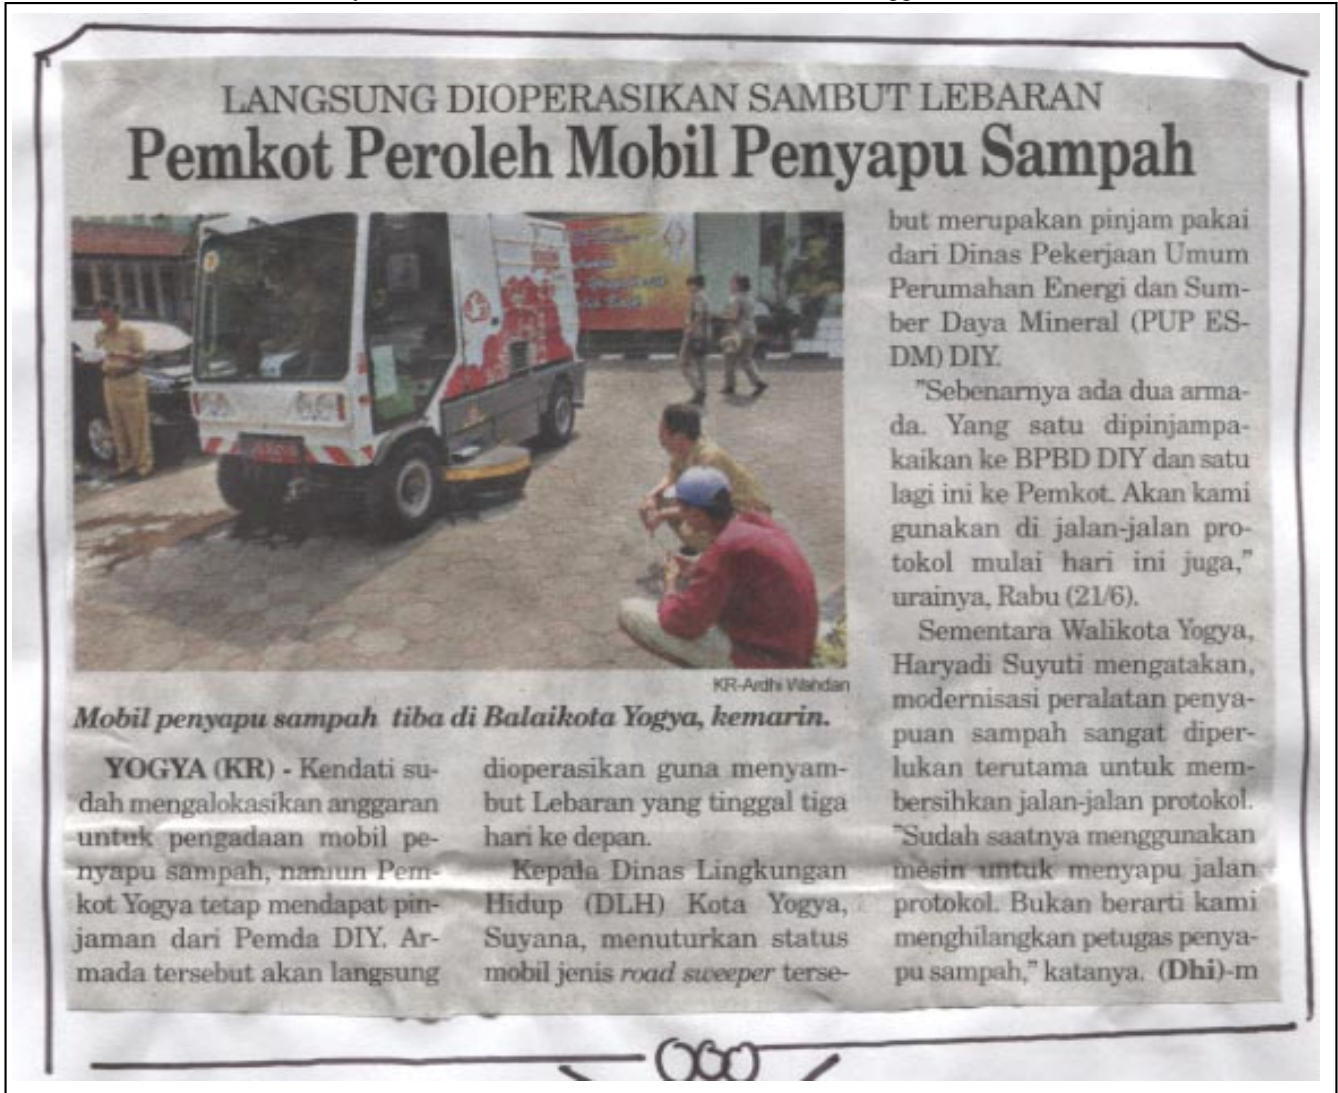 LANGSUNG DIOPERASIKAN SAMBUT LEBARAN
Pemkot Peroleh Mobil Penyapu Sampah
KR-Ardhi Wahdan
Mobil penyapu sampah tiba di Balaikota Yogya, kemarin.
YOGYA (KR) - Kendati su-
dah mengalokasikan anggaran
untuk pengadaan mobil pe-
nyapu sampah, namun Pem-
kot Yogya tetap mendapat pin-
jaman dari Pemda DIY. Ar-
mada tersebut akan langsung
dioperasikan guna menyam-
but Lebaran yang tinggal tiga
hari ke depan.
Kepala Dinas Lingkungan
Hidup (DLH) Kota Yogya,
Suyana, menuturkan status
mobil jenis road sweeper terse-
but merupakan pinjam pakai
dari Dinas Pekerjaan Umum
Perumahan Energi dan Sum-
ber Daya Mineral (PUP ES-
DM) DIY.
"Sebenarnya ada dua arma-
da. Yang satu dipinjampa-
kaikan ke BPBD DIY dan satu
lagi ini ke Pemkot. Akan kami
gunakan di jalan-jalan pro-
tokol mulai hari ini juga,"
urainya, Rabu (21/6).
Sementara Walikota Yogya,
Haryadi Suyuti mengatakan,
modernisasi peralatan penya-
puan sampah sangat diper-
lukan terutama untuk mem-
bersihkan jalan-jalan protokol.
"Sudah saatnya menggunakan
mesin untuk menyapu jalan
protokol. Bukan berarti kami
menghilangkan petugas penya-
pu sampah," katanya. (Dhi)-m